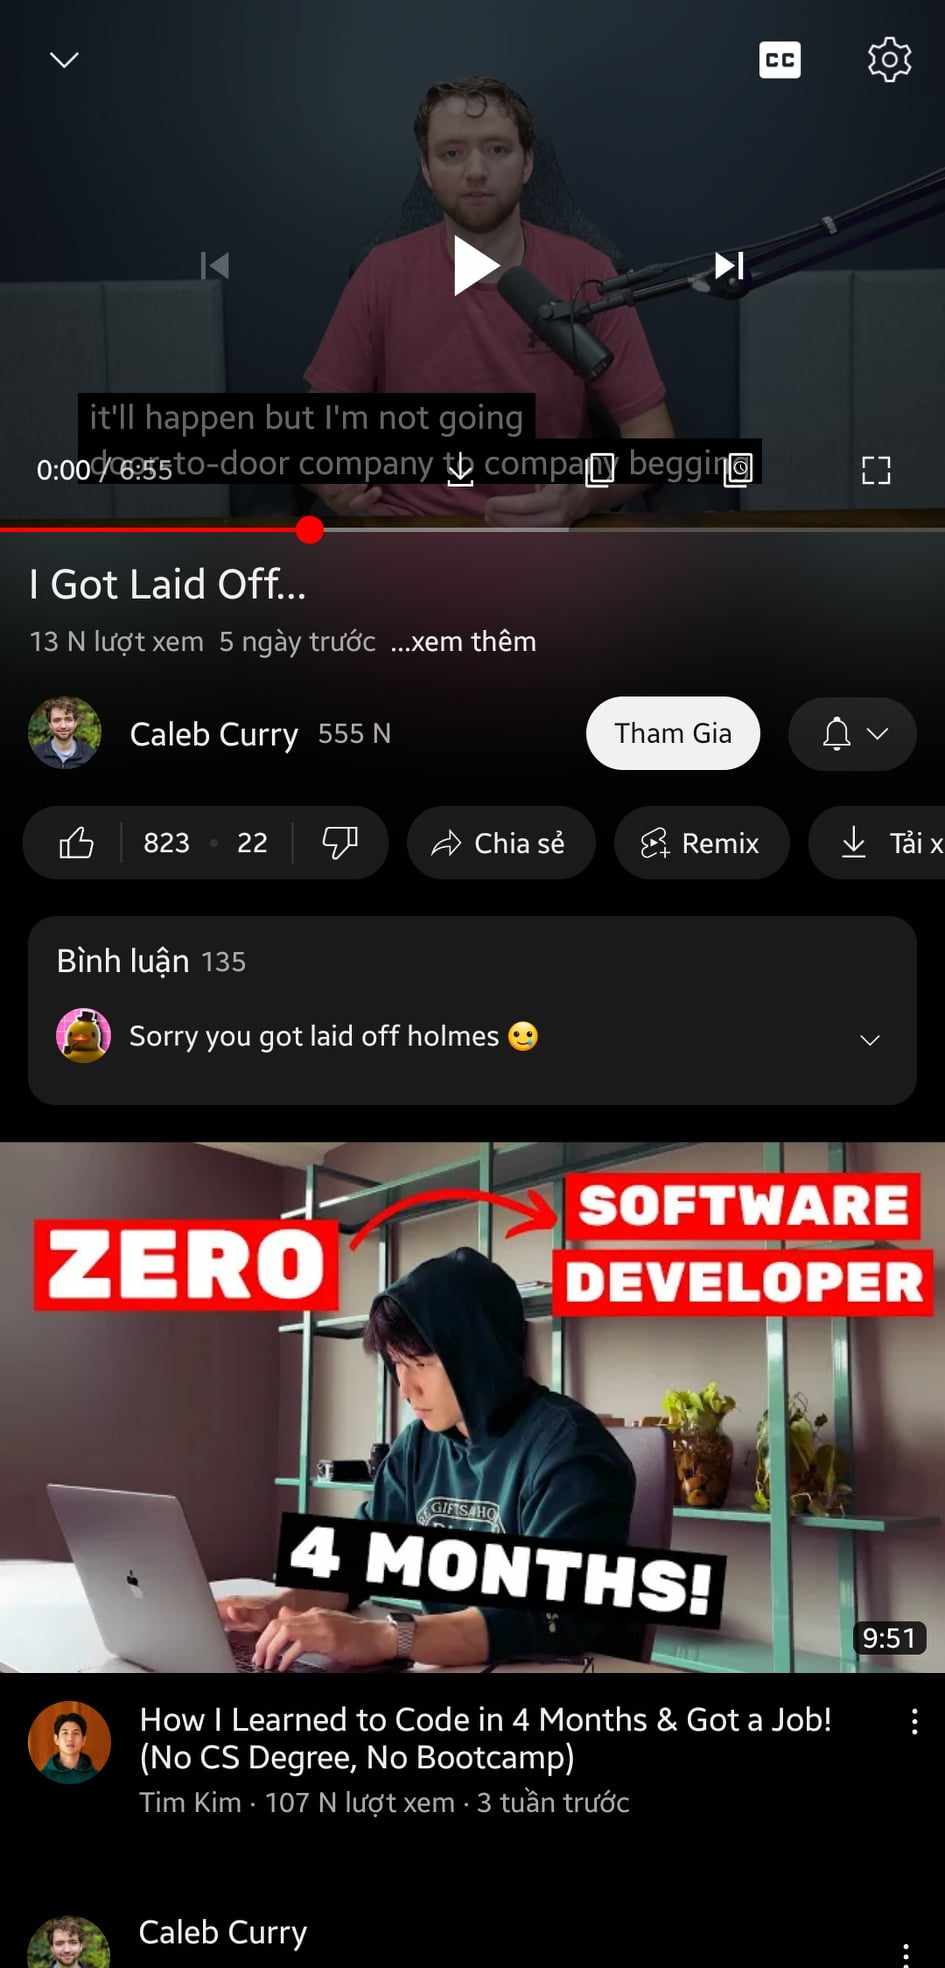 CC
it'll happen but I'm not going
door-to-door company to company begging
0:00 / 6:55
I Got Laid Off...
13 N lượt xem 5 ngày trước ...xem thêm
Caleb Curry 555 N
Tham Gia
823 • 22
Chia sẻ
Remix
Tải x
Bình luận 135
Sorry you got laid off holmes 🥲
ZERO
SOFTWARE
DEVELOPER
GIFTSAHO
4 MONTHS!
9:51
How I Learned to Code in 4 Months & Got a Job!
(No CS Degree, No Bootcamp)
Tim Kim · 107 N lượt xem · 3 tuần trước
Caleb Curry